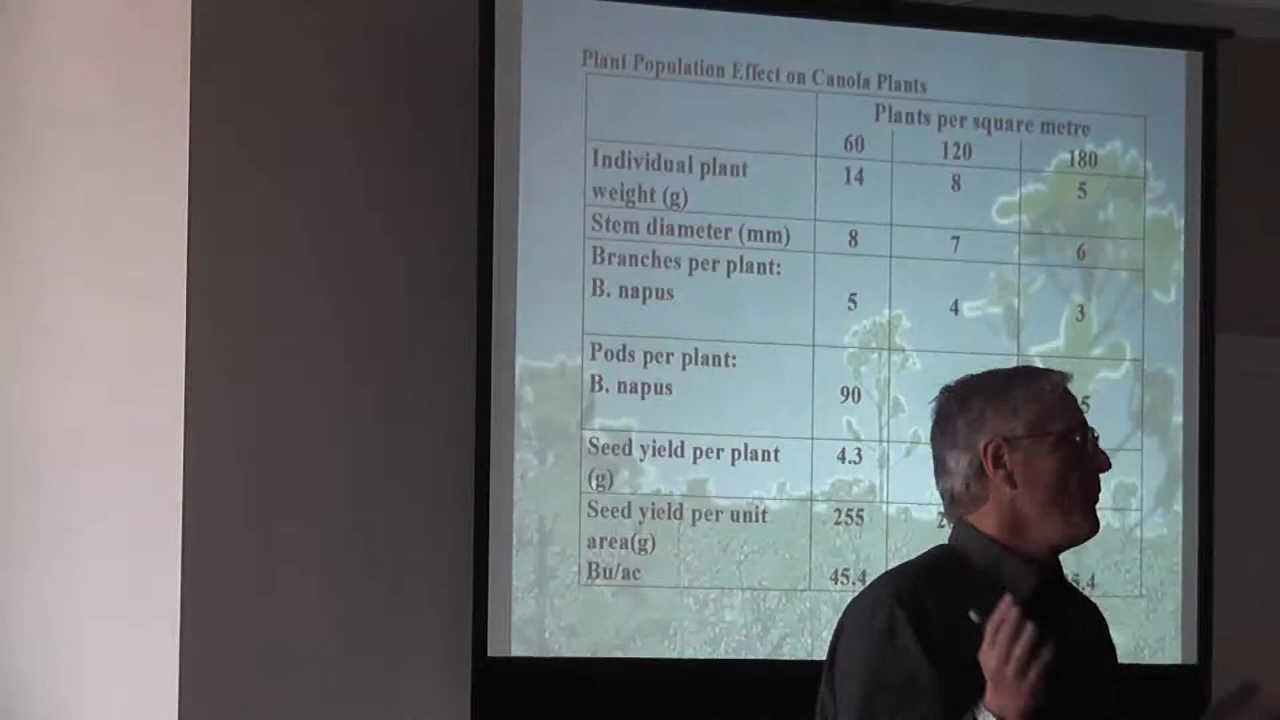 Plant Population Effect on Canola Plants
Plants per square metre
60 120 180
Individual plant weight (g) 14 8 5
Stem diameter (mm) 8 7 6
Branches per plant:
B. napus 5 4 3
Pods per plant:
B. napus 90
Seed yield per plant (g) 4.3
Seed yield per unit area(g) 255
Bu/ac 45.4